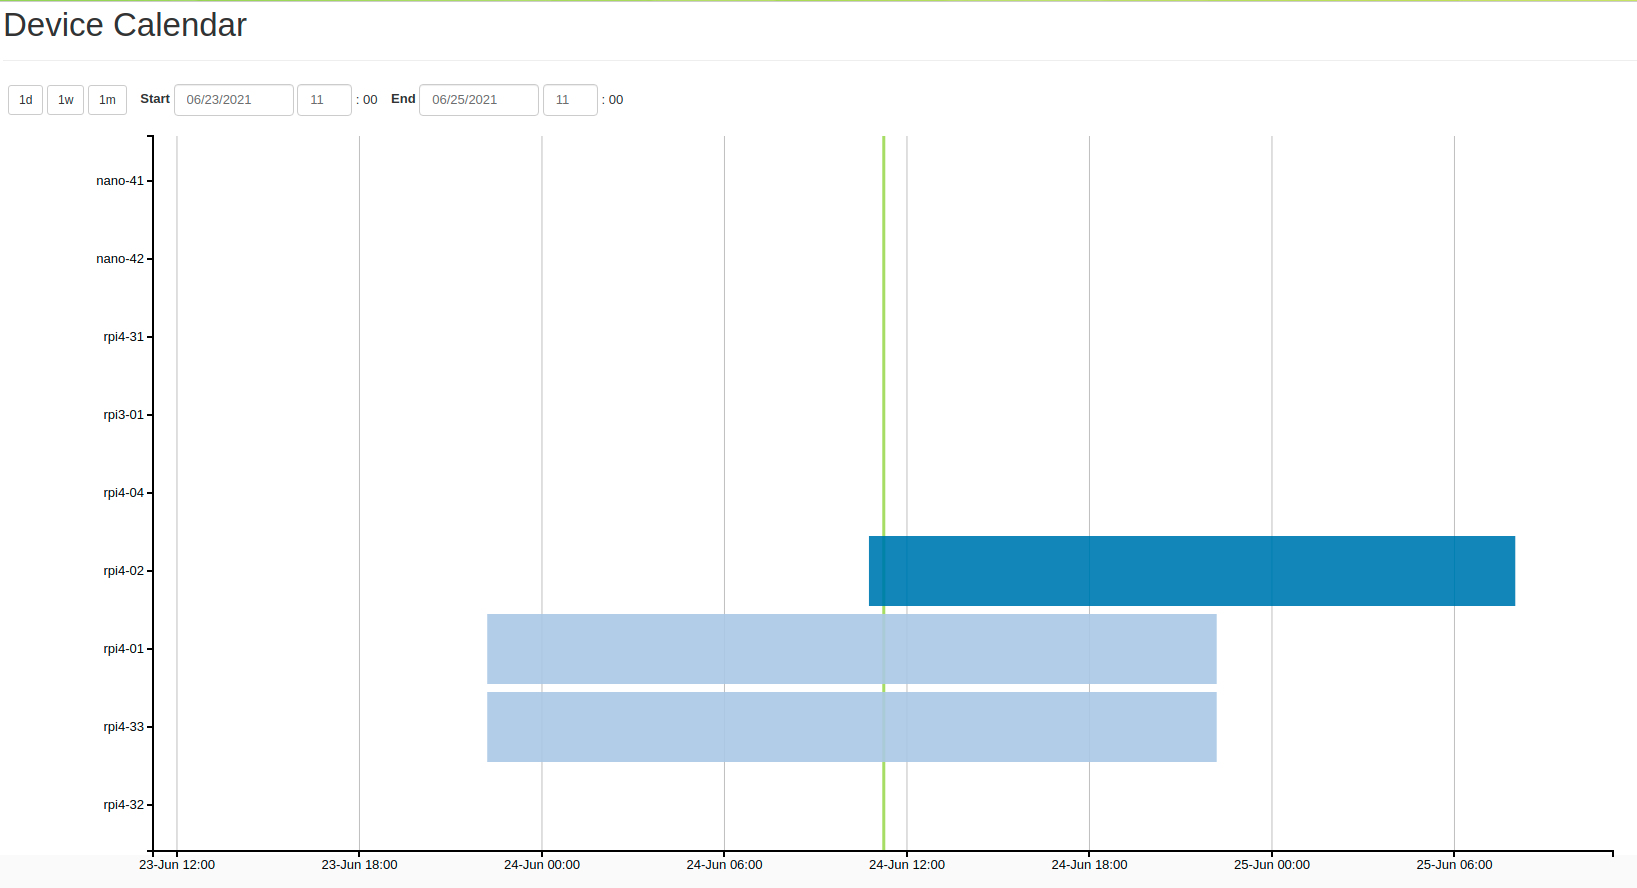 Device Calendar
1d 1w 1m Start 06/23/2021 11 : 00 End 06/25/2021 11 : 00
nano-41
nano-42
rpi4-31
rpi3-01
rpi4-04
rpi4-02
rpi4-01
rpi4-33
rpi4-32
23-Jun 12:00 23-Jun 18:00 24-Jun 00:00 24-Jun 06:00 24-Jun 12:00 24-Jun 18:00 25-Jun 00:00 25-Jun 06:00